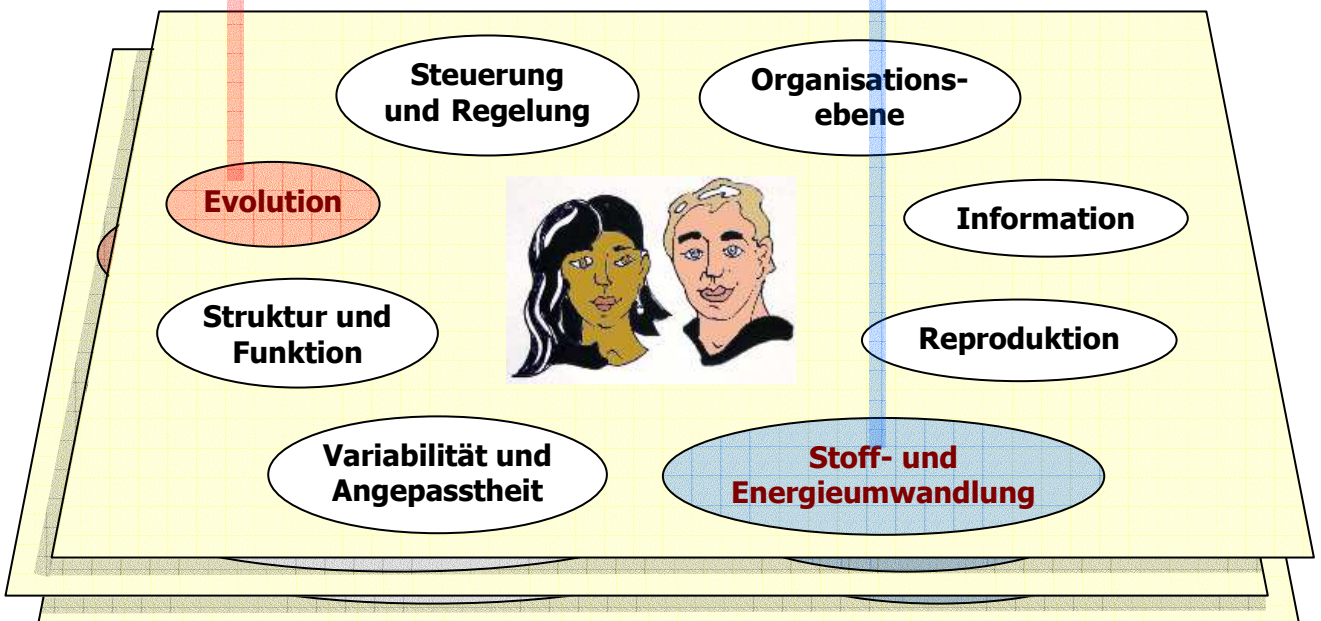 Steuerung
und Regelung
Organisations-
ebene
Evolution
Information
Struktur und
Funktion
Reproduktion
Variabilität und
Angepasstheit
Stoff- und
Energieumwandlung